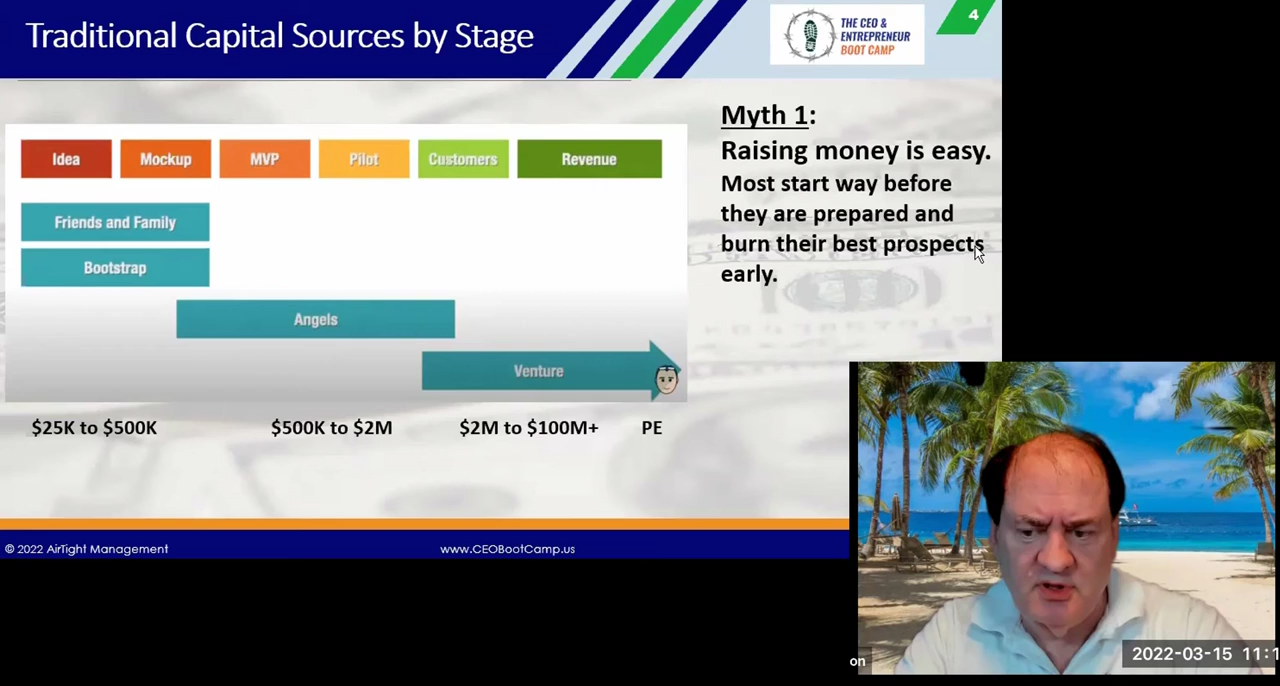 Traditional Capital Sources by Stage
THE CEO &
ENTREPRENEUR
BOOT CAMP
4
Idea
Mockup
MVP
Pilot
Customers
Revenue
Friends and Family
Bootstrap
Angels
Venture
$25K to $500K
$500K to $2M
$2M to $100M+
PE
Myth 1:
Raising money is easy.
Most start way before
they are prepared and
burn their best prospects
early.
© 2022 AirTight Management
www.CEOBootCamp.us
on
2022-03-15 11:1